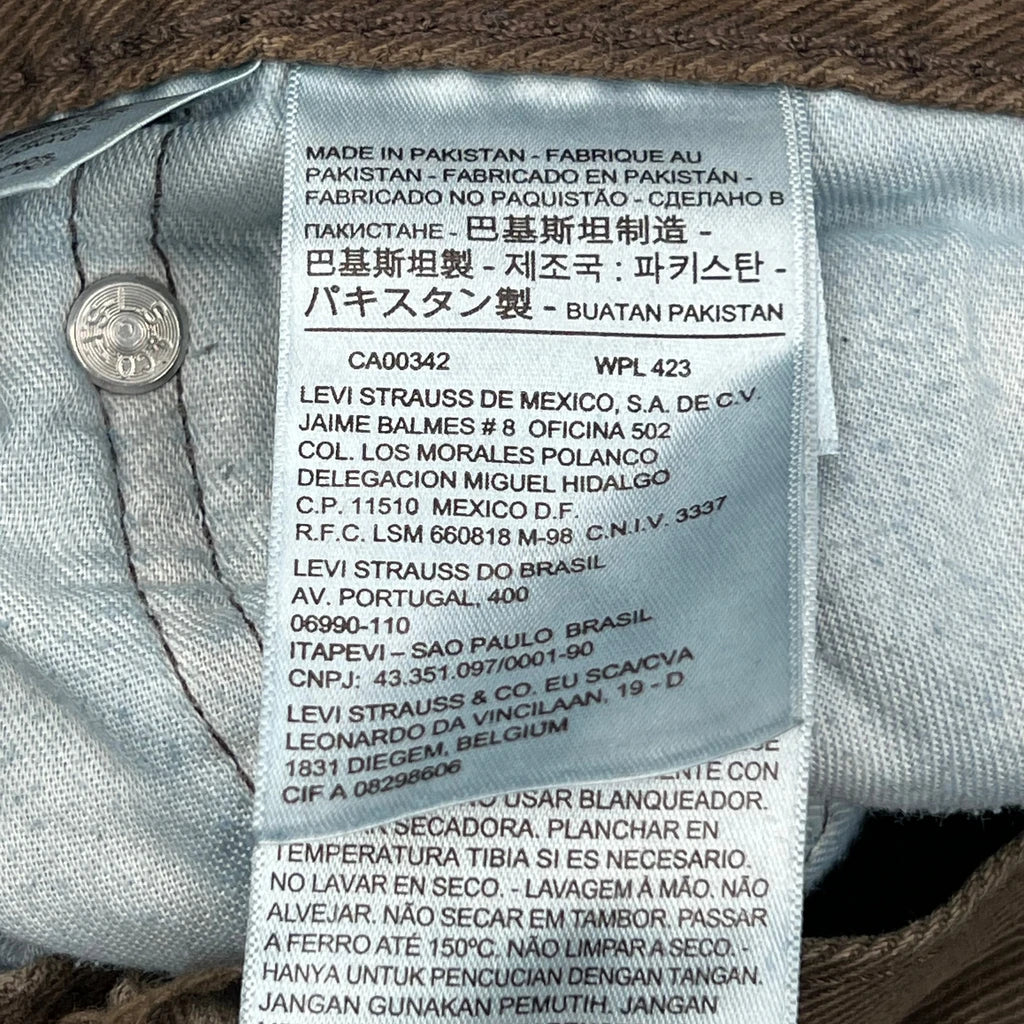 MADE IN PAKISTAN - FABRIQUE AU
PAKISTAN - FABRICADO EN PAKISTÁN -
FABRICADO NO PAQUISTÃO - СДЕЛАНО В
ПАКИСТАНЕ - 巴基斯坦制造 -
巴基斯坦製 - 제조국 : 파키스탄 -
パキスタン製 - BUATAN PAKISTAN
CA00342 WPL 423
LEVI STRAUSS DE MEXICO, S.A. DE C.V.
JAIME BALMES # 8 OFICINA 502
COL. LOS MORALES POLANCO
DELEGACION MIGUEL HIDALGO
C.P. 11510 MEXICO D.F.
R.F.C. LSM 660818 M-98 C.N.I.V. 3337
LEVI STRAUSS DO BRASIL
AV. PORTUGAL, 400
06990-110
ITAPEVI – SAO PAULO BRASIL
CNPJ: 43.351.097/0001-90
LEVI STRAUSS & CO. EU SCA/CVA
LEONARDO DA VINCILAAN, 19 - D
1831 DIEGEM, BELGIUM
CIF A 08298606
CON
USAR BLANQUEADOR.
SECADORA. PLANCHAR EN
TEMPERATURA TIBIA SI ES NECESARIO.
NO LAVAR EN SECO. - LAVAGEM À MÃO. NÃO
ALVEJAR. NÃO SECAR EM TAMBOR. PASSAR
A FERRO ATÉ 150ºC. NÃO LIMPAR A SECO. -
HANYA UNTUK PENCUCIAN DENGAN TANGAN.
JANGAN GUNAKAN PEMUTIH. JANGAN